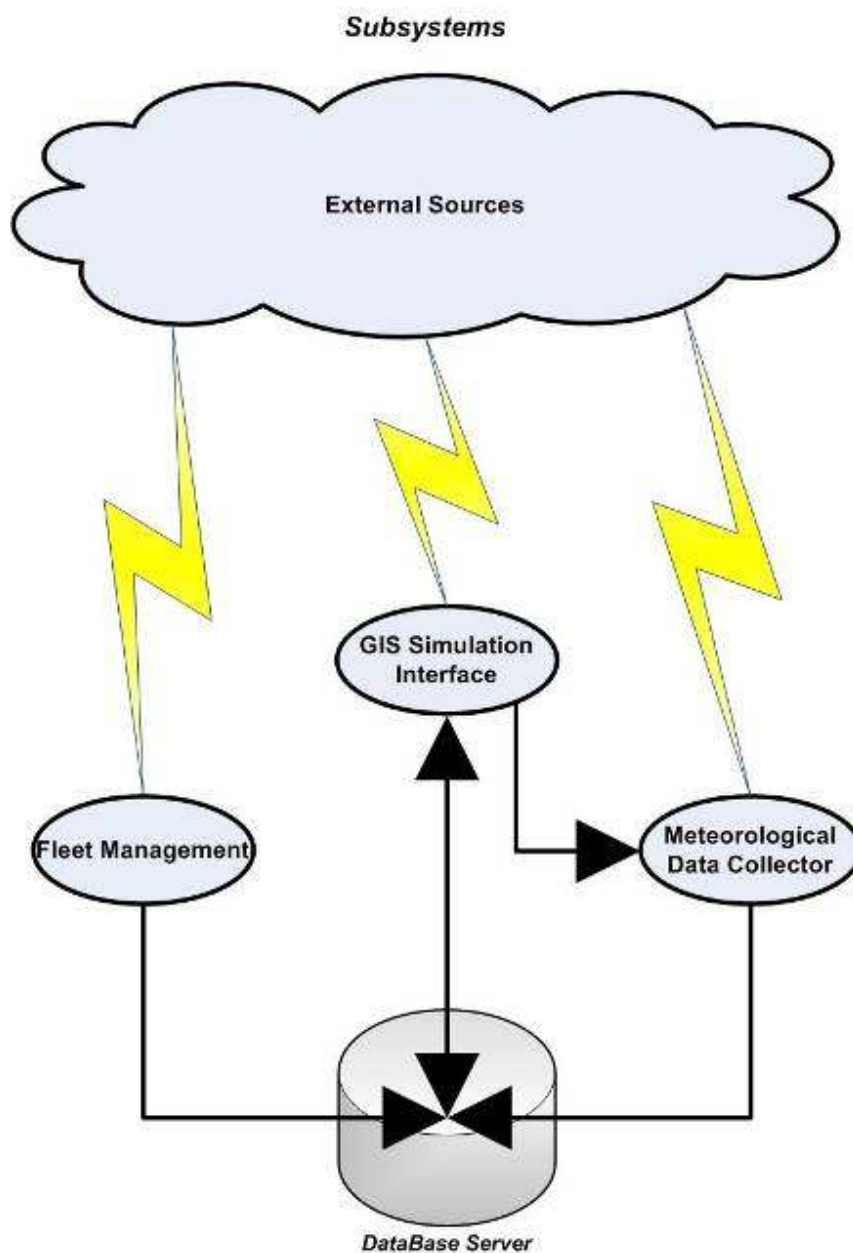 Subsystems
External Sources
GIS Simulation
Interface
Fleet Management
Meteorological
Data Collector
DataBase Server